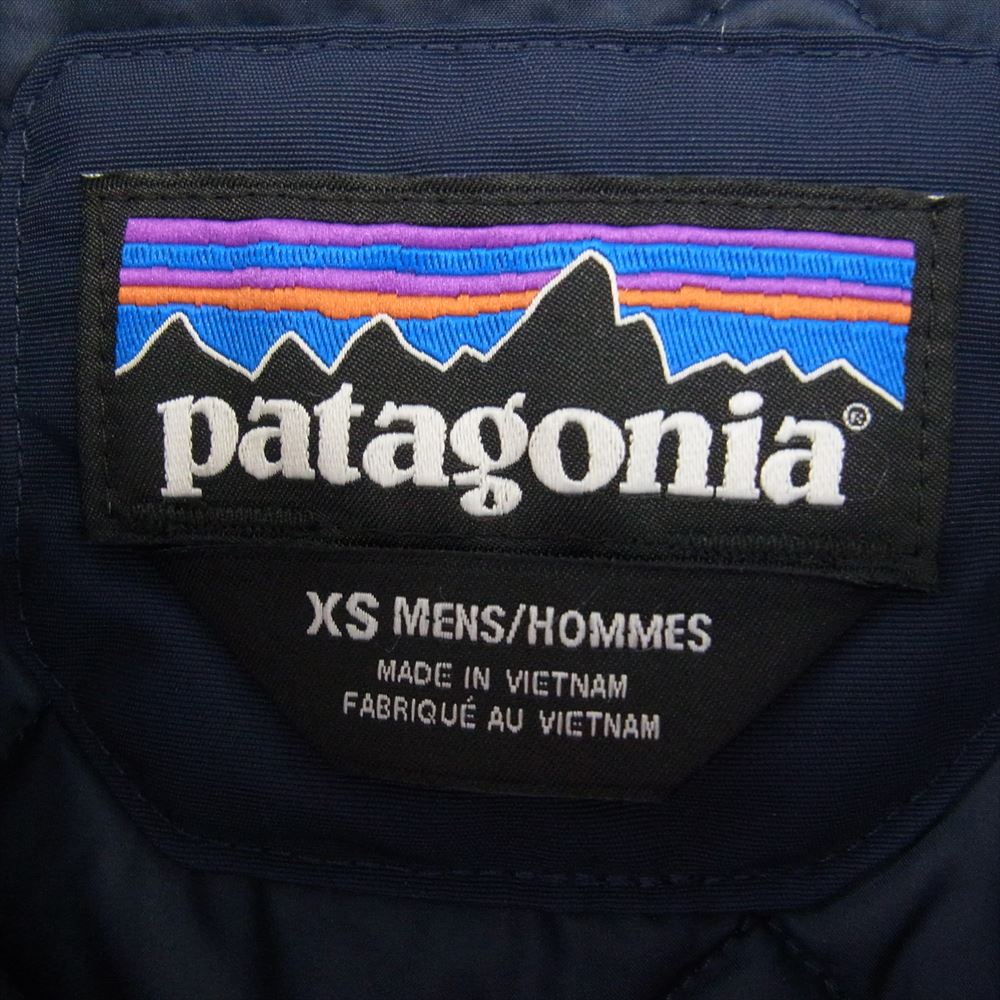 patagonia®
XS MENS/HOMMES
MADE IN VIETNAM
FABRIQUÉ AU VIETNAM